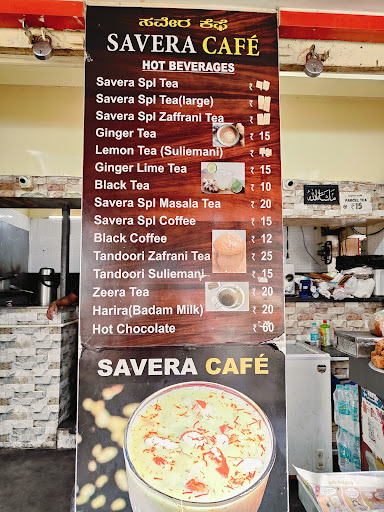 ಸವೇರ ಕೆಫೆ
SAVERA CAFÉ
HOT BEVERAGES
Savera Spl Tea ₹
Savera Spl Tea(large) ₹
Savera Spl Zaffrani Tea ₹
Ginger Tea ₹ 15
Lemon Tea (Suliemani) ₹
Ginger Lime Tea ₹ 15
Black Tea ₹ 10
Savera Spl Masala Tea ₹ 20
Savera Spl Coffee ₹ 15
Black Coffee ₹ 12
Tandoori Zafrani Tea ₹ 25
Tandoori Sufiemani ₹ 15
Zeera Tea ₹ 20
Harira(Badam Milk) ₹ 20
Hot Chocolate ₹ 60
SAVERA CAFÉ
PARCEL TEA
₹15